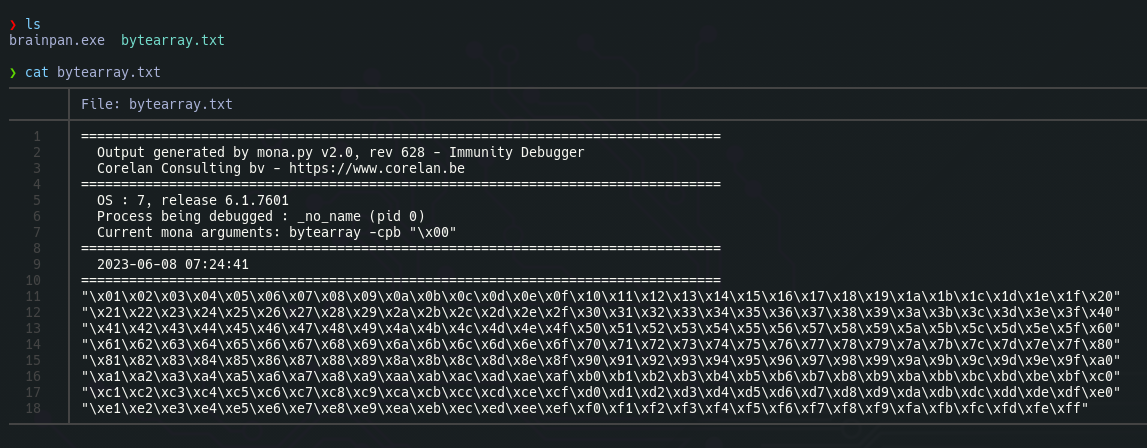 ❯ ls
brainpan.exe  bytearray.txt
❯ cat bytearray.txt
File: bytearray.txt
1 ================================================================================
2   Output generated by mona.py v2.0, rev 628 - Immunity Debugger
3   Corelan Consulting bv - https://www.corelan.be
4 ================================================================================
5   OS : 7, release 6.1.7601
6   Process being debugged : _no_name (pid 0)
7   Current mona arguments: bytearray -cpb "\x00"
8 ================================================================================
9   2023-06-08 07:24:41
10 ================================================================================
11 "\x01\x02\x03\x04\x05\x06\x07\x08\x09\x0a\x0b\x0c\x0d\x0e\x0f\x10\x11\x12\x13\x14\x15\x16\x17\x18\x19\x1a\x1b\x1c\x1d\x1e\x1f\x20"
12 "\x21\x22\x23\x24\x25\x26\x27\x28\x29\x2a\x2b\x2c\x2d\x2e\x2f\x30\x31\x32\x33\x34\x35\x36\x37\x38\x39\x3a\x3b\x3c\x3d\x3e\x3f\x40"
13 "\x41\x42\x43\x44\x45\x46\x47\x48\x49\x4a\x4b\x4c\x4d\x4e\x4f\x50\x51\x52\x53\x54\x55\x56\x57\x58\x59\x5a\x5b\x5c\x5d\x5e\x5f\x60"
14 "\x61\x62\x63\x64\x65\x66\x67\x68\x69\x6a\x6b\x6c\x6d\x6e\x6f\x70\x71\x72\x73\x74\x75\x76\x77\x78\x79\x7a\x7b\x7c\x7d\x7e\x7f\x80"
15 "\x81\x82\x83\x84\x85\x86\x87\x88\x89\x8a\x8b\x8c\x8d\x8e\x8f\x90\x91\x92\x93\x94\x95\x96\x97\x98\x99\x9a\x9b\x9c\x9d\x9e\x9f\xa0"
16 "\xa1\xa2\xa3\xa4\xa5\xa6\xa7\xa8\xa9\xaa\xab\xac\xad\xae\xaf\xb0\xb1\xb2\xb3\xb4\xb5\xb6\xb7\xb8\xb9\xba\xbb\xbc\xbd\xbe\xbf\xc0"
17 "\xc1\xc2\xc3\xc4\xc5\xc6\xc7\xc8\xc9\xca\xcb\xcc\xcd\xce\xcf\xd0\xd1\xd2\xd3\xd4\xd5\xd6\xd7\xd8\xd9\xda\xdb\xdc\xdd\xde\xdf\xe0"
18 "\xe1\xe2\xe3\xe4\xe5\xe6\xe7\xe8\xe9\xea\xeb\xec\xed\xee\xef\xf0\xf1\xf2\xf3\xf4\xf5\xf6\xf7\xf8\xf9\xfa\xfb\xfc\xfd\xfe\xff"